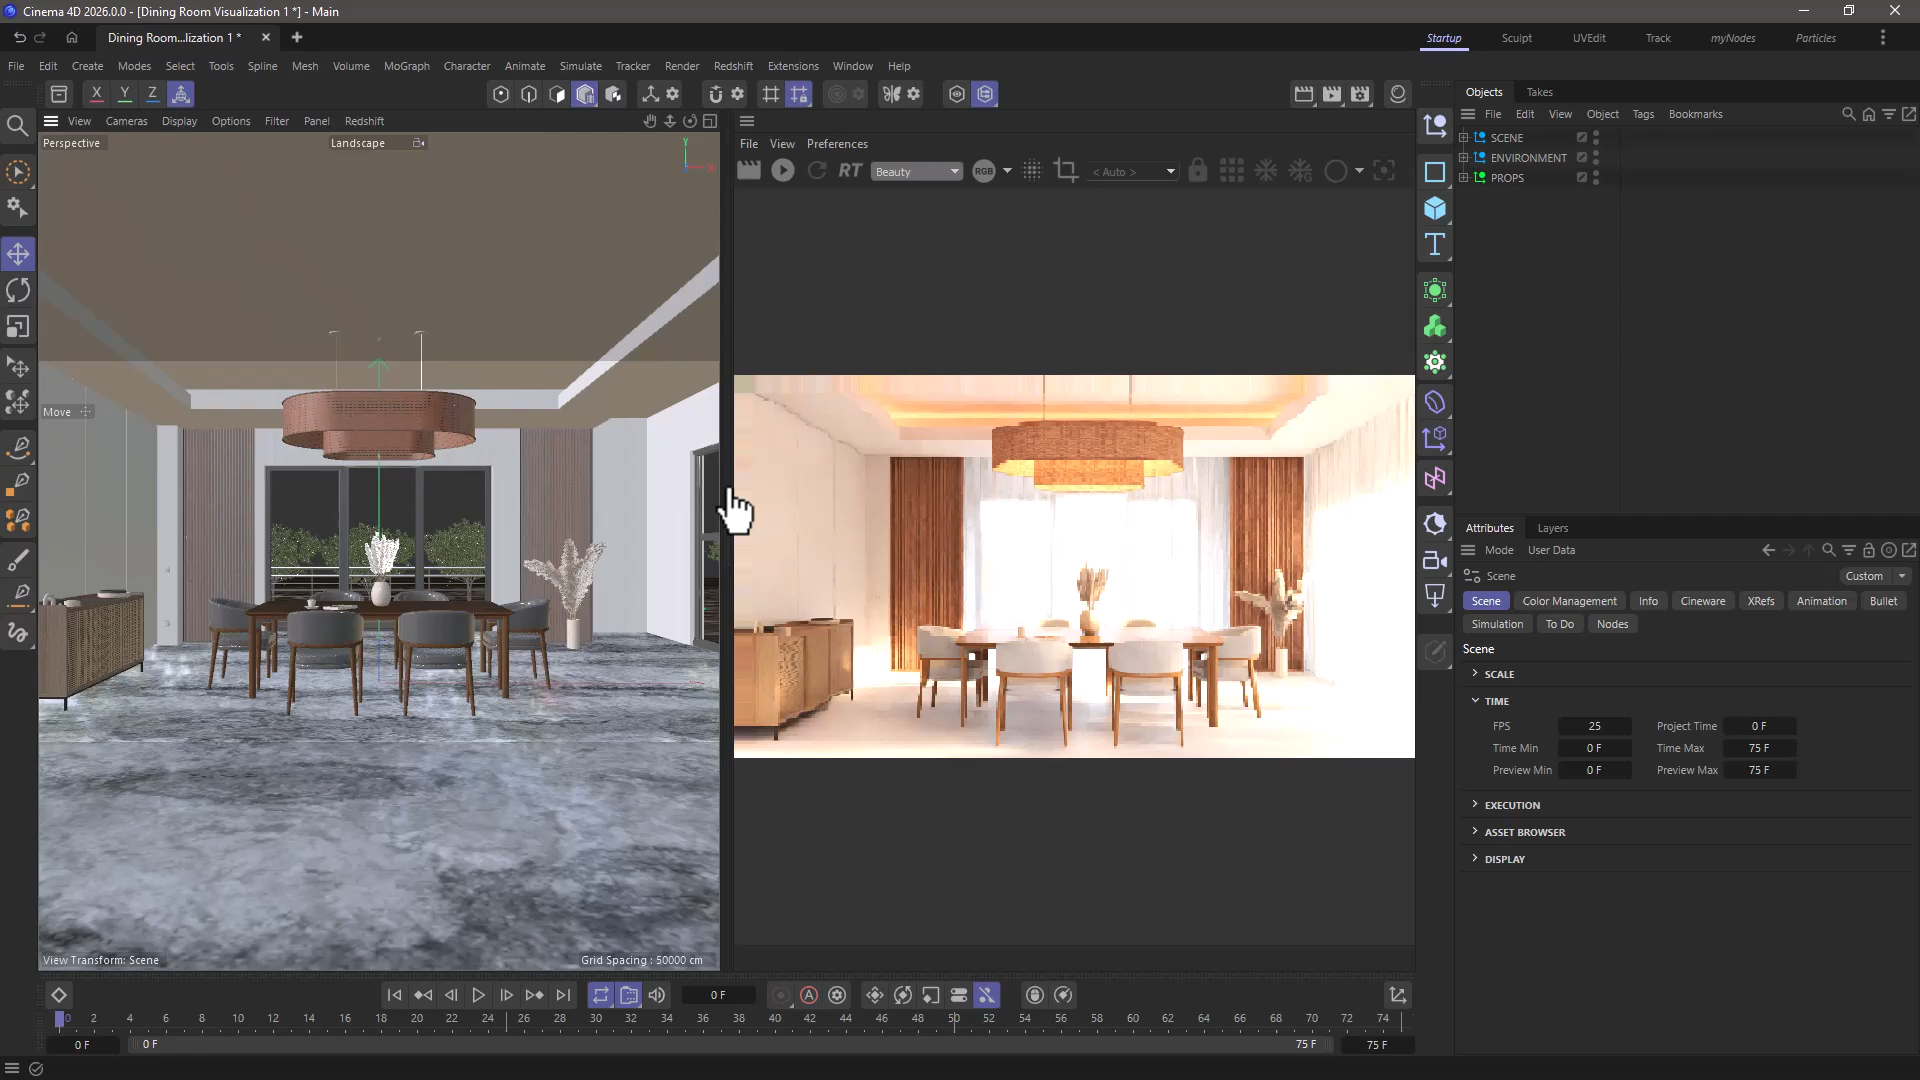 Cinema 4D 2026.0.0 - [Dining Room Visualization 1 *] - Main
Dining Room...lization 1 *
Startup Sculpt UVEdit Track myNodes Particles
File Edit Create Modes Select Tools Spline Mesh Volume MoGraph Character Animate Simulate Tracker Render Redshift Extensions Window Help
X Y Z
Objects Takes
File Edit View Object Tags Bookmarks
View Cameras Display Options Filter Panel Redshift
Perspective Landscape Y X
SCENE
ENVIRONMENT
PROPS
File View Preferences
RT Beauty RGB < Auto >
Move
View Transform: Scene Grid Spacing : 50000 cm
Attributes Layers
Mode User Data
Scene Custom
Scene Color Management Info Cineware XRefs Animation Bullet
Simulation To Do Nodes
Scene
SCALE
TIME
FPS 25 Project Time 0 F
Time Min 0 F Time Max 75 F
Preview Min 0 F Preview Max 75 F
EXECUTION
ASSET BROWSER
DISPLAY
0 F A
0 2 4 6 8 10 12 14 16 18 20 22 24 26 28 30 32 34 36 38 40 42 44 46 48 50 52 54 56 58 60 62 64 66 68 70 72 74
0 F 0 F 75 F 75 F